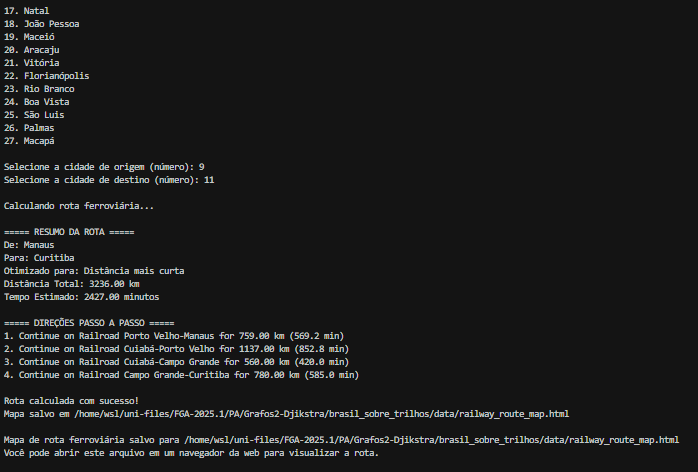 17. Natal
18. João Pessoa
19. Maceió
20. Aracaju
21. Vitória
22. Florianópolis
23. Rio Branco
24. Boa Vista
25. São Luis
26. Palmas
27. Macapá
Selecione a cidade de origem (número): 9
Selecione a cidade de destino (número): 11
Calculando rota ferroviária...
===== RESUMO DA ROTA =====
De: Manaus
Para: Curitiba
Otimizado para: Distância mais curta
Distância Total: 3236.00 km
Tempo Estimado: 2427.00 minutos
===== DIREÇÕES PASSO A PASSO =====
1. Continue on Railroad Porto Velho-Manaus for 759.00 km (569.2 min)
2. Continue on Railroad Cuiabá-Porto Velho for 1137.00 km (852.8 min)
3. Continue on Railroad Cuiabá-Campo Grande for 560.00 km (420.0 min)
4. Continue on Railroad Campo Grande-Curitiba for 780.00 km (585.0 min)
Rota calculada com sucesso!
Mapa salvo em /home/wsl/uni-files/FGA-2025.1/PA/Grafos2-Djikstra/brasil_sobre_trilhos/data/railway_route_map.html
Mapa de rota ferroviária salvo para /home/wsl/uni-files/FGA-2025.1/PA/Grafos2-Djikstra/brasil_sobre_trilhos/data/railway_route_map.html
Você pode abrir este arquivo em um navegador da web para visualizar a rota.